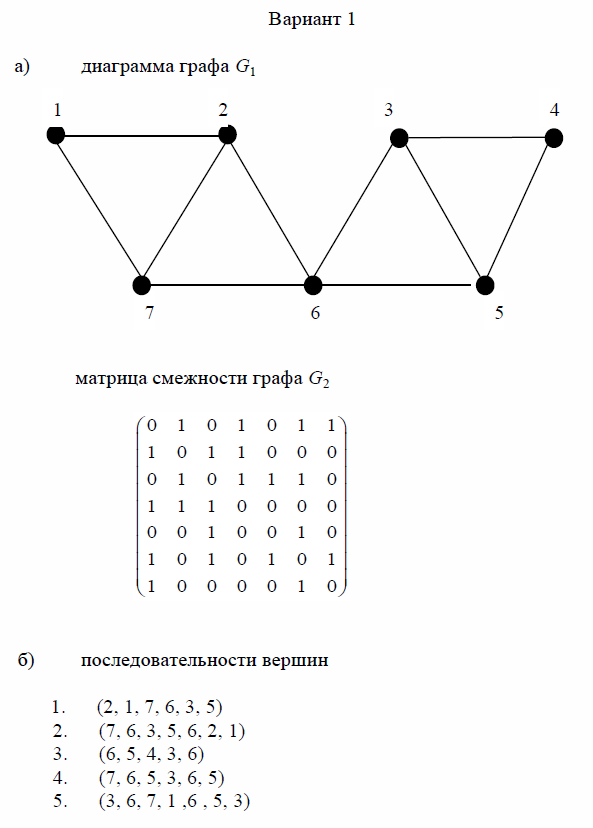 Вариант 1
а) диаграмма графа G₁
1 2 3 4
7 6 5
матрица смежности графа G₂
0 1 0 1 0 1 1
1 0 1 1 0 0 0
0 1 0 1 1 1 0
1 1 1 0 0 0 0
0 0 1 0 0 1 0
1 0 1 0 1 0 1
1 0 0 0 0 1 0
б) последовательности вершин
1. (2, 1, 7, 6, 3, 5)
2. (7, 6, 3, 5, 6, 2, 1)
3. (6, 5, 4, 3, 6)
4. (7, 6, 5, 3, 6, 5)
5. (3, 6, 7, 1 ,6 , 5, 3)